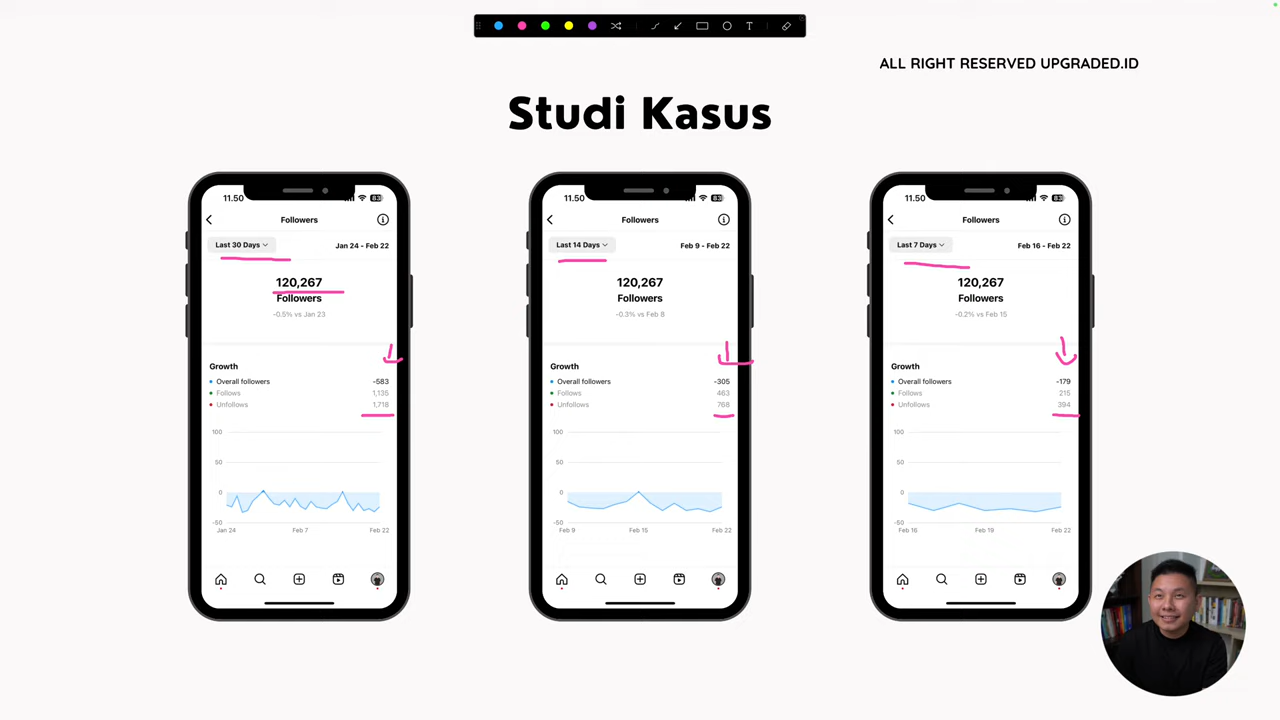 ALL RIGHT RESERVED UPGRADED.ID
Studi Kasus
11.50
83
Followers
Last 30 Days
Jan 24 - Feb 22
120,267
Followers
-0.5% vs Jan 23
Growth
Overall followers -583
Follows 1,135
Unfollows 1,718
100
50
0
-50
Jan 24 Feb 7 Feb 22
11.50
83
Followers
Last 14 Days
Feb 9 - Feb 22
120,267
Followers
-0.3% vs Feb 8
Growth
Overall followers -305
Follows 463
Unfollows 768
100
50
0
-50
Feb 9 Feb 15 Feb 22
11.50
83
Followers
Last 7 Days
Feb 16 - Feb 22
120,267
Followers
-0.2% vs Feb 15
Growth
Overall followers -179
Follows 215
Unfollows 394
100
50
0
-50
Feb 16 Feb 19 Feb 22